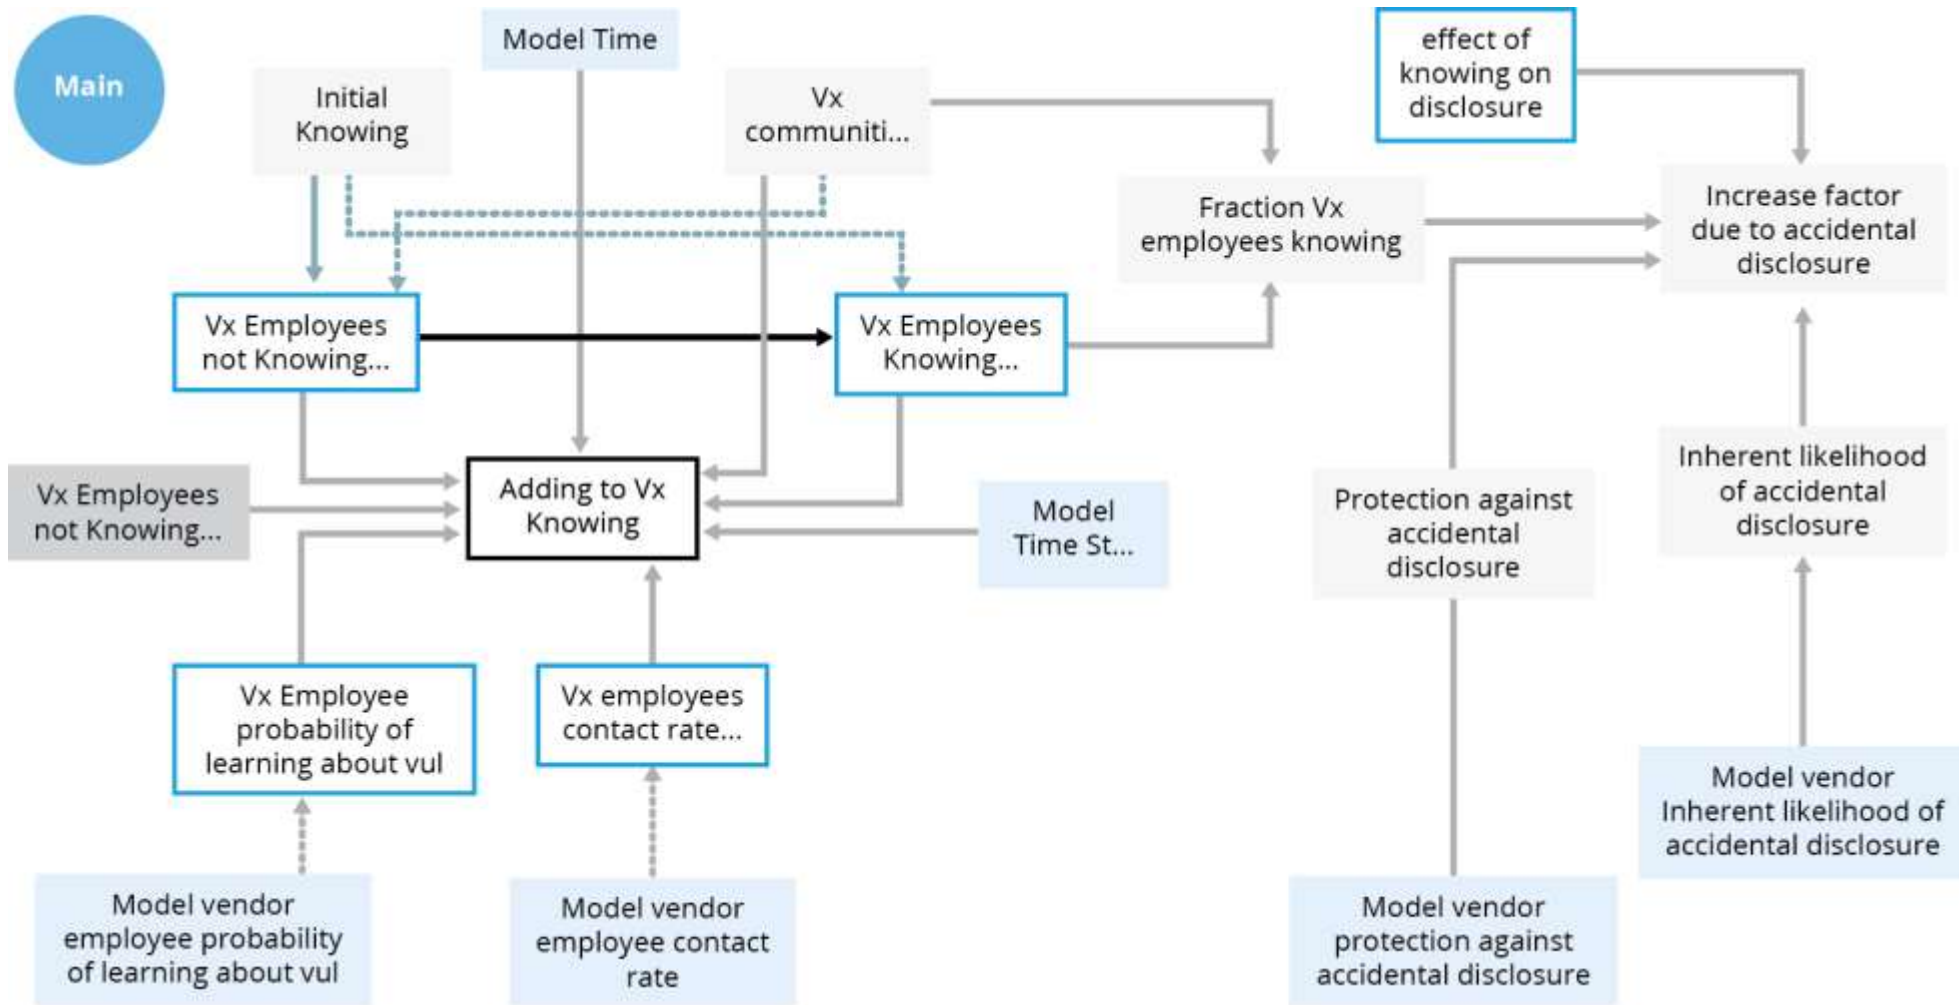 Main
Model Time
Initial
Knowing
Vx
communiti...
effect of
knowing on
disclosure
Fraction Vx
employees knowing
Increase factor
due to accidental
disclosure
Vx Employees
not Knowing...
Vx Employees
Knowing...
Vx Employees
not Knowing...
Adding to Vx
Knowing
Model
Time St...
Protection against
accidental
disclosure
Inherent likelihood
of accidental
disclosure
Vx Employee
probability of
learning about vul
Vx employees
contact rate...
Model vendor
Inherent likelihood of
accidental disclosure
Model vendor
employee probability
of learning about vul
Model vendor
employee contact
rate
Model vendor
protection against
accidental disclosure